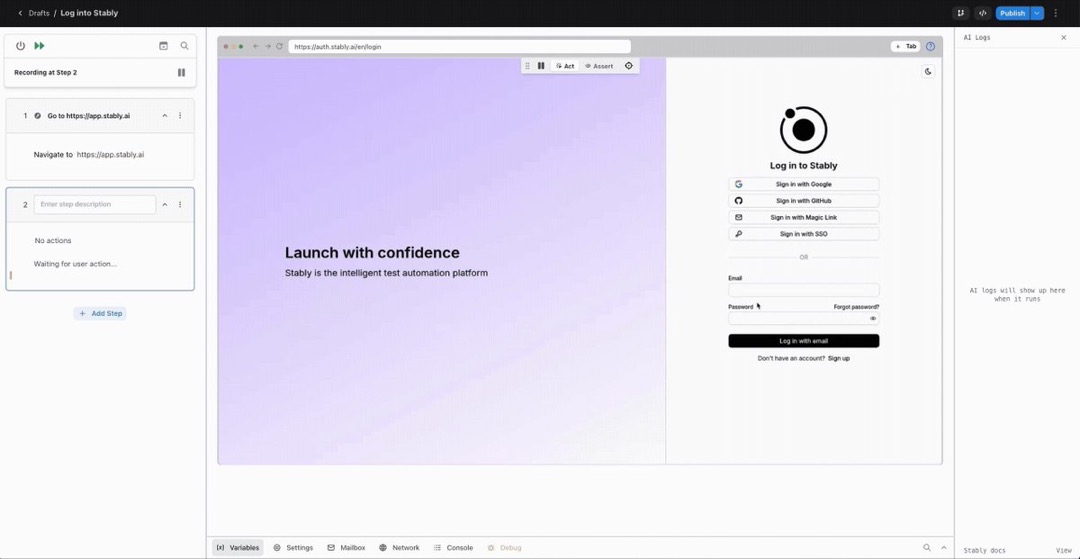 Drafts / Log into Stably
Publish
Recording at Step 2
1 Go to https://app.stably.ai
Navigate to https://app.stably.ai
2 Enter step description
No actions
Waiting for user action...
+ Add Step
https://auth.stably.ai/en/login
+ Tab
Act
Assert
Launch with confidence
Stably is the intelligent test automation platform
Log in to Stably
Sign in with Google
Sign in with GitHub
Sign in with Magic Link
Sign in with SSO
OR
Email
Password Forgot password?
Log in with email
Don't have an account? Sign up
AI Logs
AI logs will show up here
when it runs
Variables Settings Mailbox Network Console Debug
Stably docs View